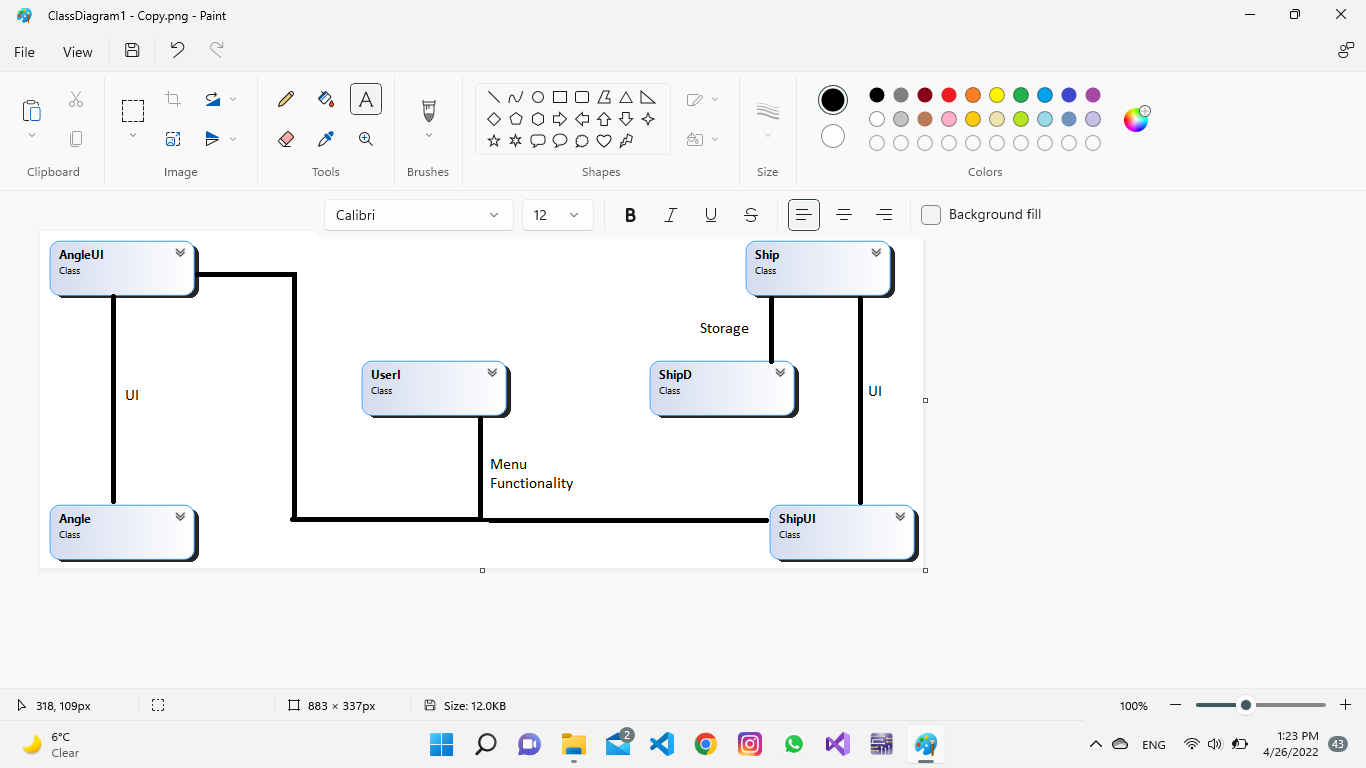 ClassDiagram1 - Copy.png - Paint
File
View
Clipboard
Image
Tools
Brushes
Shapes
Size
Colors
Calibri
12
B
I
U
S
Background fill
A
AngleUI
Class
Ship
Class
Storage
UserI
Class
ShipD
Class
UI
UI
Menu
Functionality
Angle
Class
ShipUI
Class
318, 109px
883 × 337px
Size: 12.0KB
100%
6°C
Clear
2
ENG
1:23 PM
4/26/2022
43